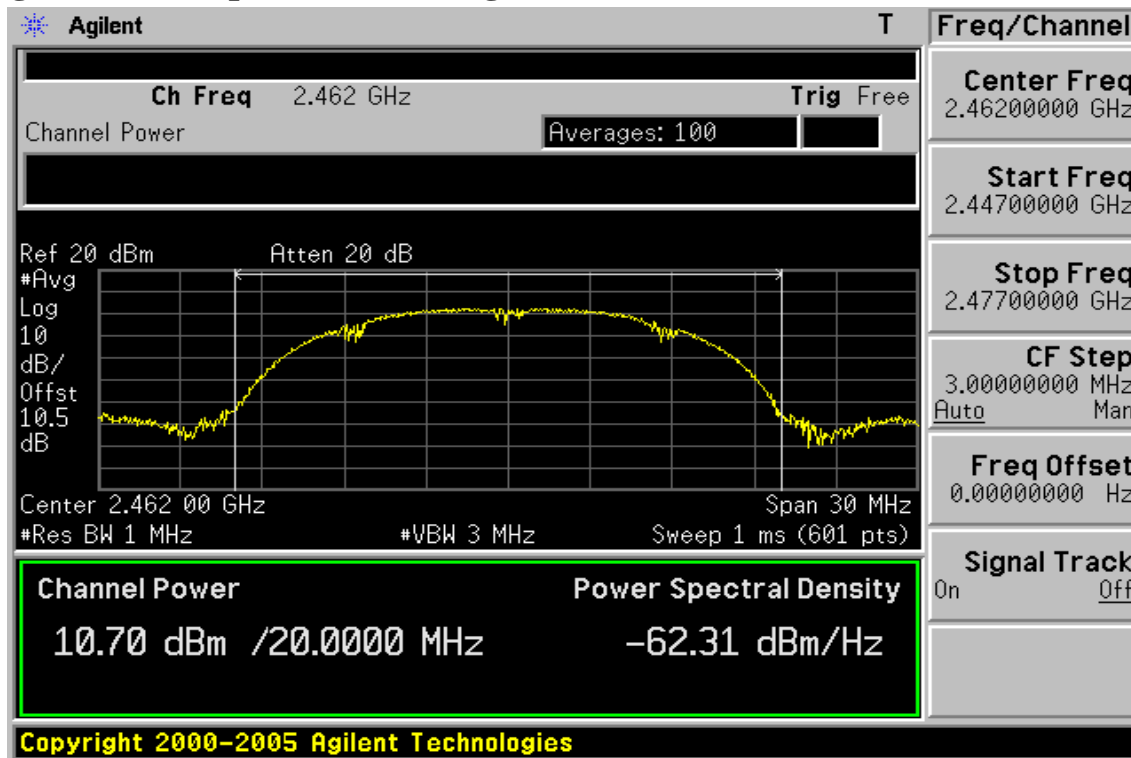 Agilent T Freq/Channel
Ch Freq 2.462 GHz Trig Free
Channel Power Averages: 100
Ref 20 dBm Atten 20 dB
#Avg
Log
10
dB/
Offst
10.5
dB
Center 2.462 00 GHz Span 30 MHz
#Res BW 1 MHz #VBW 3 MHz Sweep 1 ms (601 pts)
Channel Power Power Spectral Density
10.70 dBm /20.0000 MHz -62.31 dBm/Hz
Copyright 2000-2005 Agilent Technologies
Center Freq
2.46200000 GHz
Start Freq
2.44700000 GHz
Stop Freq
2.47700000 GHz
CF Step
3.00000000 MHz
Auto Man
Freq Offset
0.00000000 Hz
Signal Track
On Off